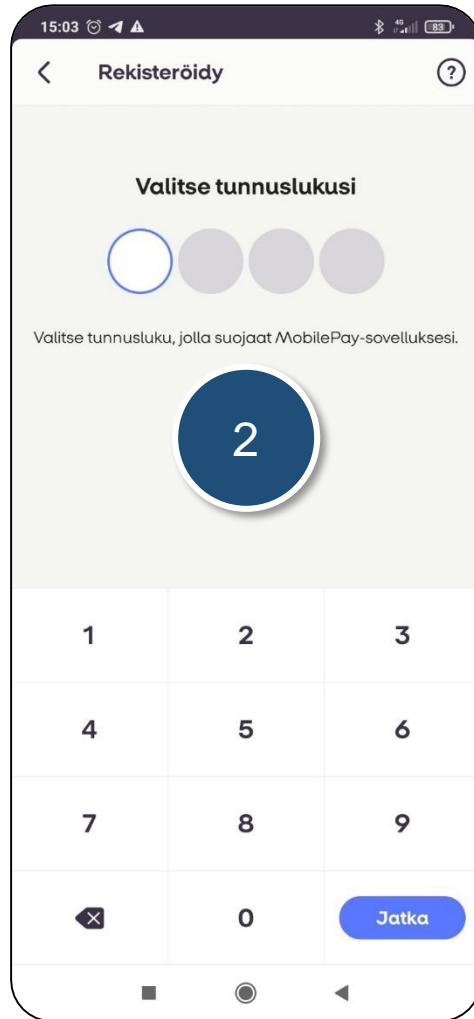 15:03 4G 83
Rekisteröidy ?
Valitse tunnuslukusi
Valitse tunnusluku, jolla suojaat MobilePay-sovelluksesi.
2
1 2 3
4 5 6
7 8 9
0 Jatka